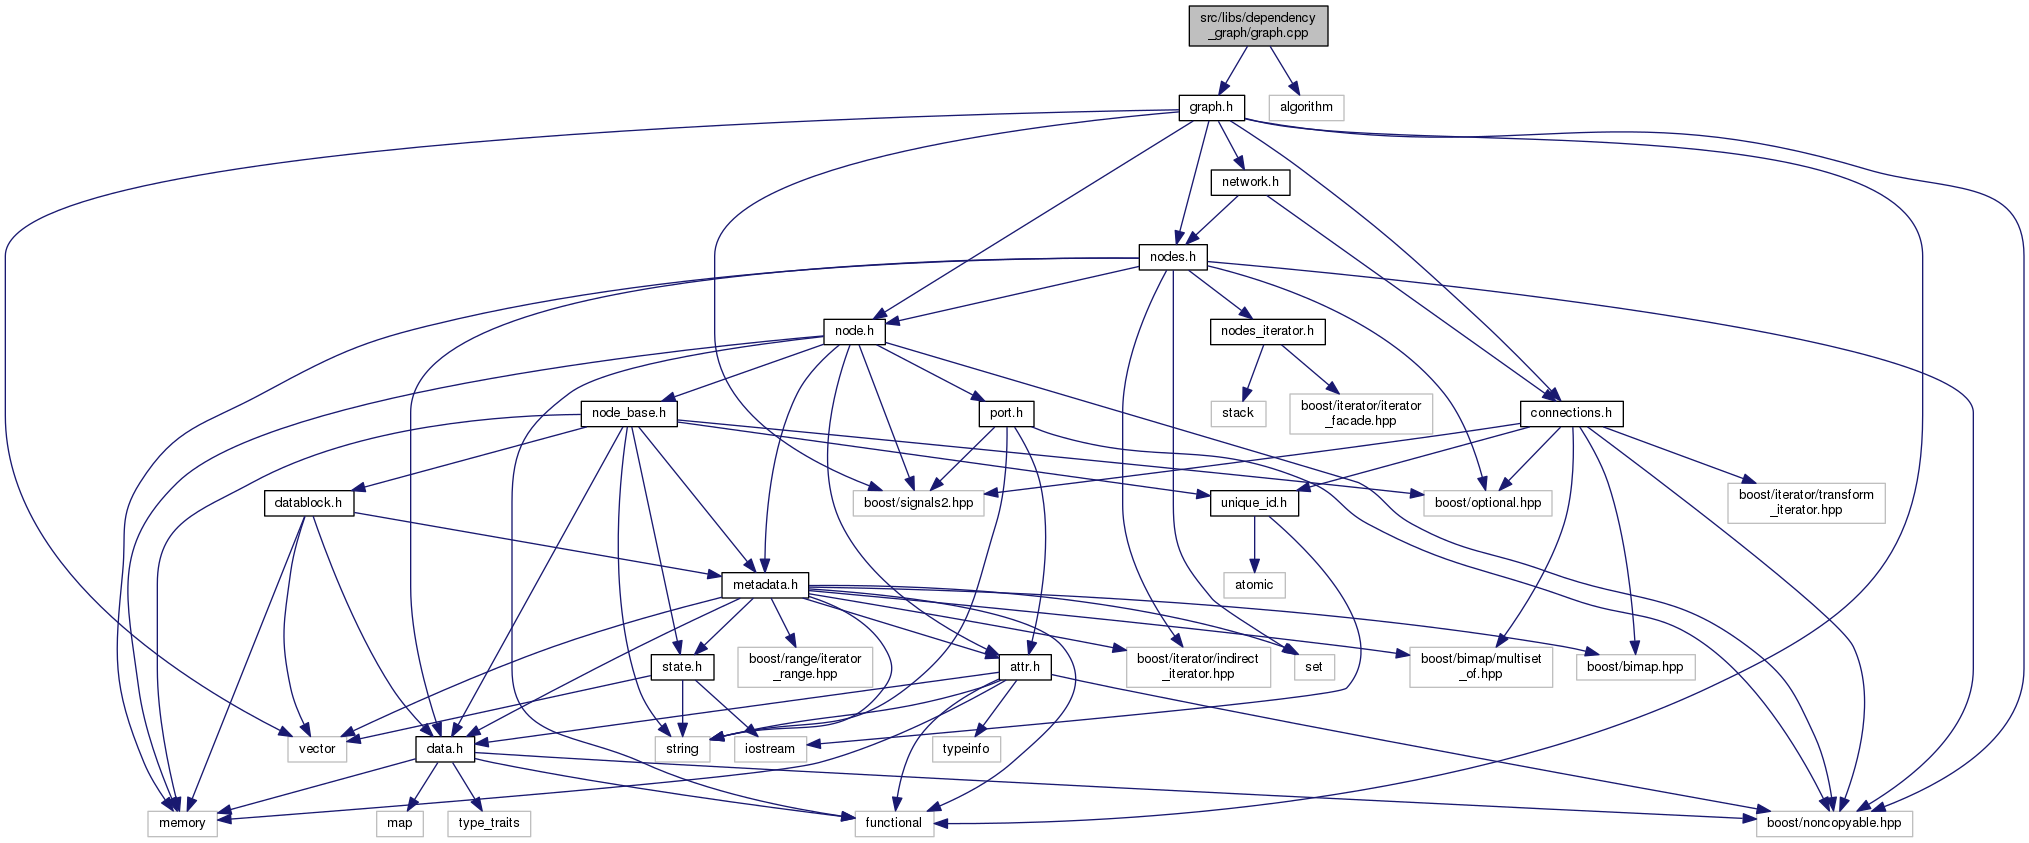 src/libs/dependency
_graph/graph.cpp
graph.h
algorithm
network.h
nodes.h
node.h
nodes_iterator.h
node_base.h
port.h
stack
boost/iterator/iterator
_facade.hpp
connections.h
datablock.h
boost/signals2.hpp
unique_id.h
boost/optional.hpp
boost/iterator/transform
_iterator.hpp
metadata.h
atomic
state.h
boost/range/iterator
_range.hpp
attr.h
boost/iterator/indirect
_iterator.hpp
set
boost/bimap/multiset
_of.hpp
boost/bimap.hpp
vector
data.h
string
iostream
typeinfo
memory
map
type_traits
functional
boost/noncopyable.hpp